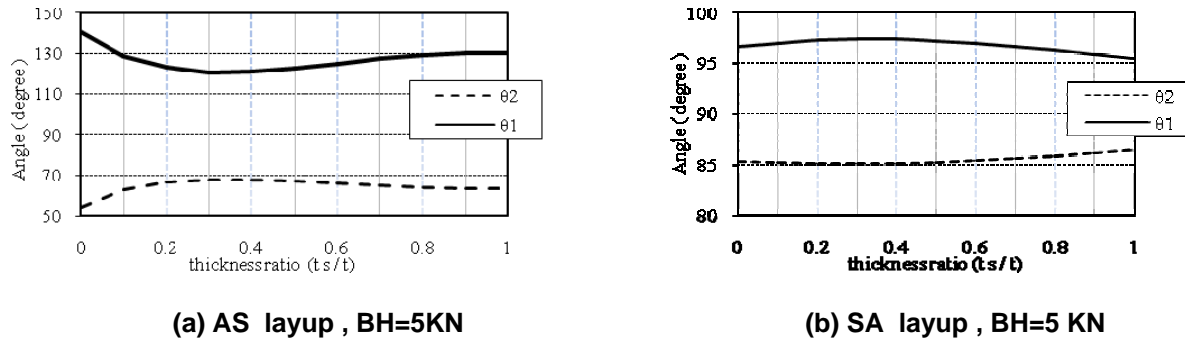 150
130
110
90
70
50
Angle (degree)
θ2
θ1
0 0.2 0.4 0.6 0.8 1
thicknessratio (ts/t)
(a) AS layup , BH=5KN
100
95
90
85
80
Angle (degree)
θ2
θ1
0 0.2 0.4 0.6 0.8 1
thicknessratio (ts/t)
(b) SA layup , BH=5 KN